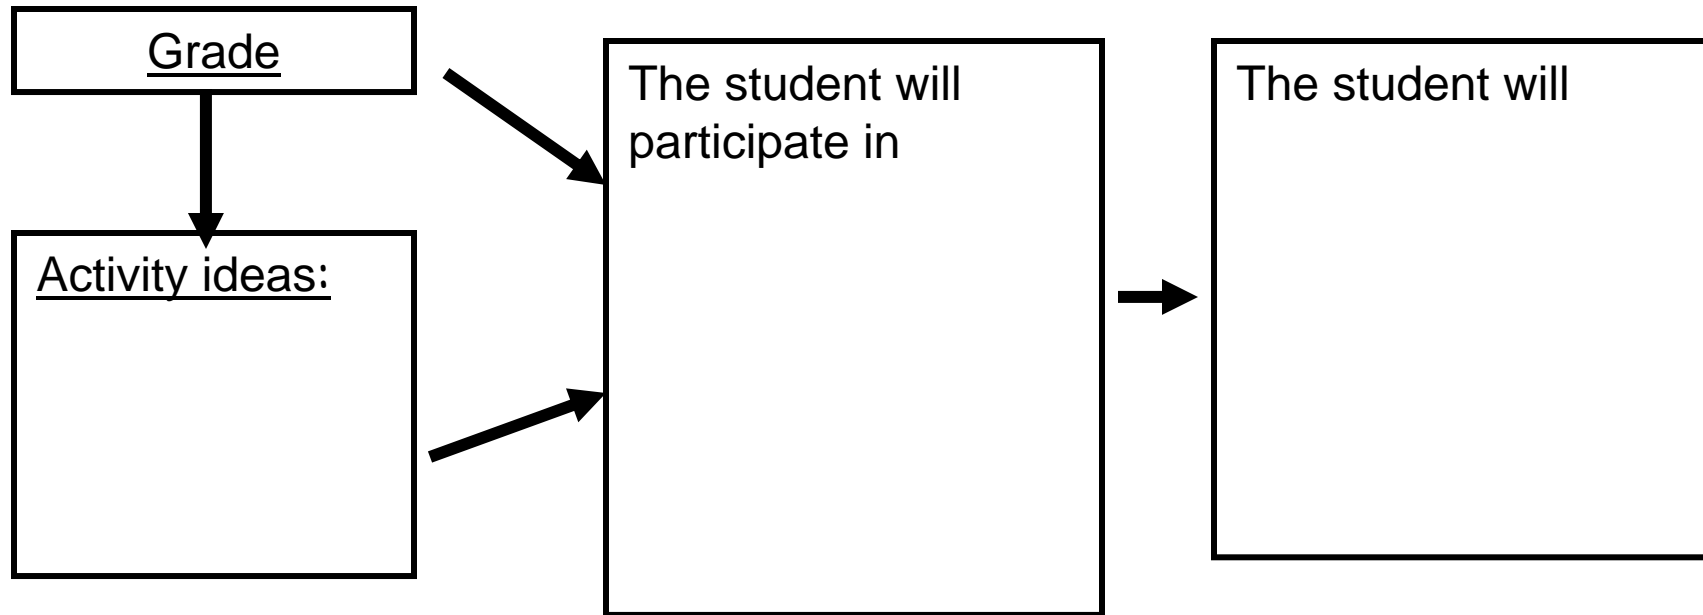 Grade
Activity ideas:
The student will
participate in
The student will